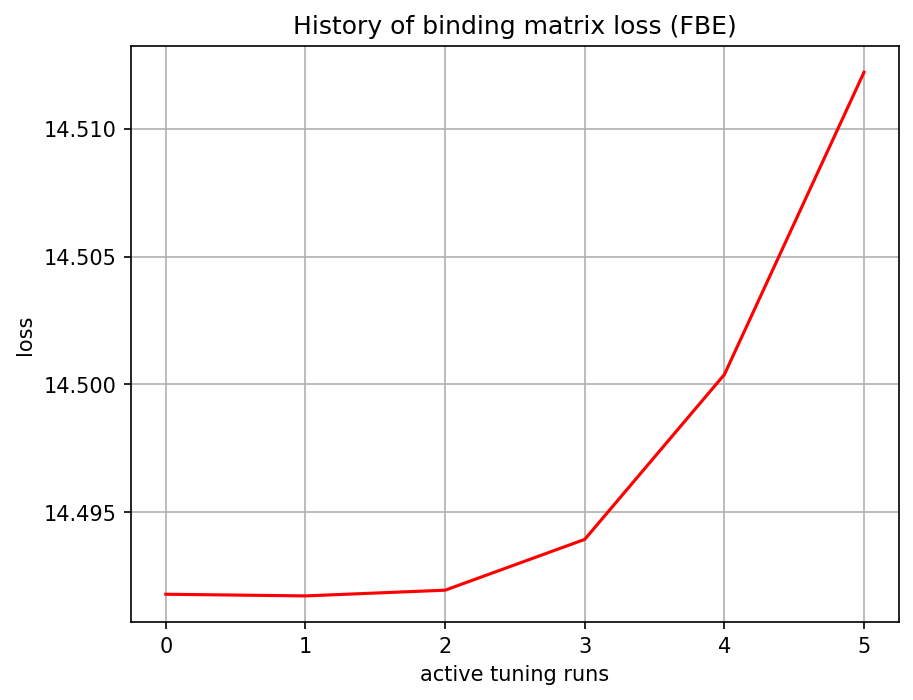 History of binding matrix loss (FBE)
14.510
14.505
14.500
14.495
loss
0 1 2 3 4 5
active tuning runs